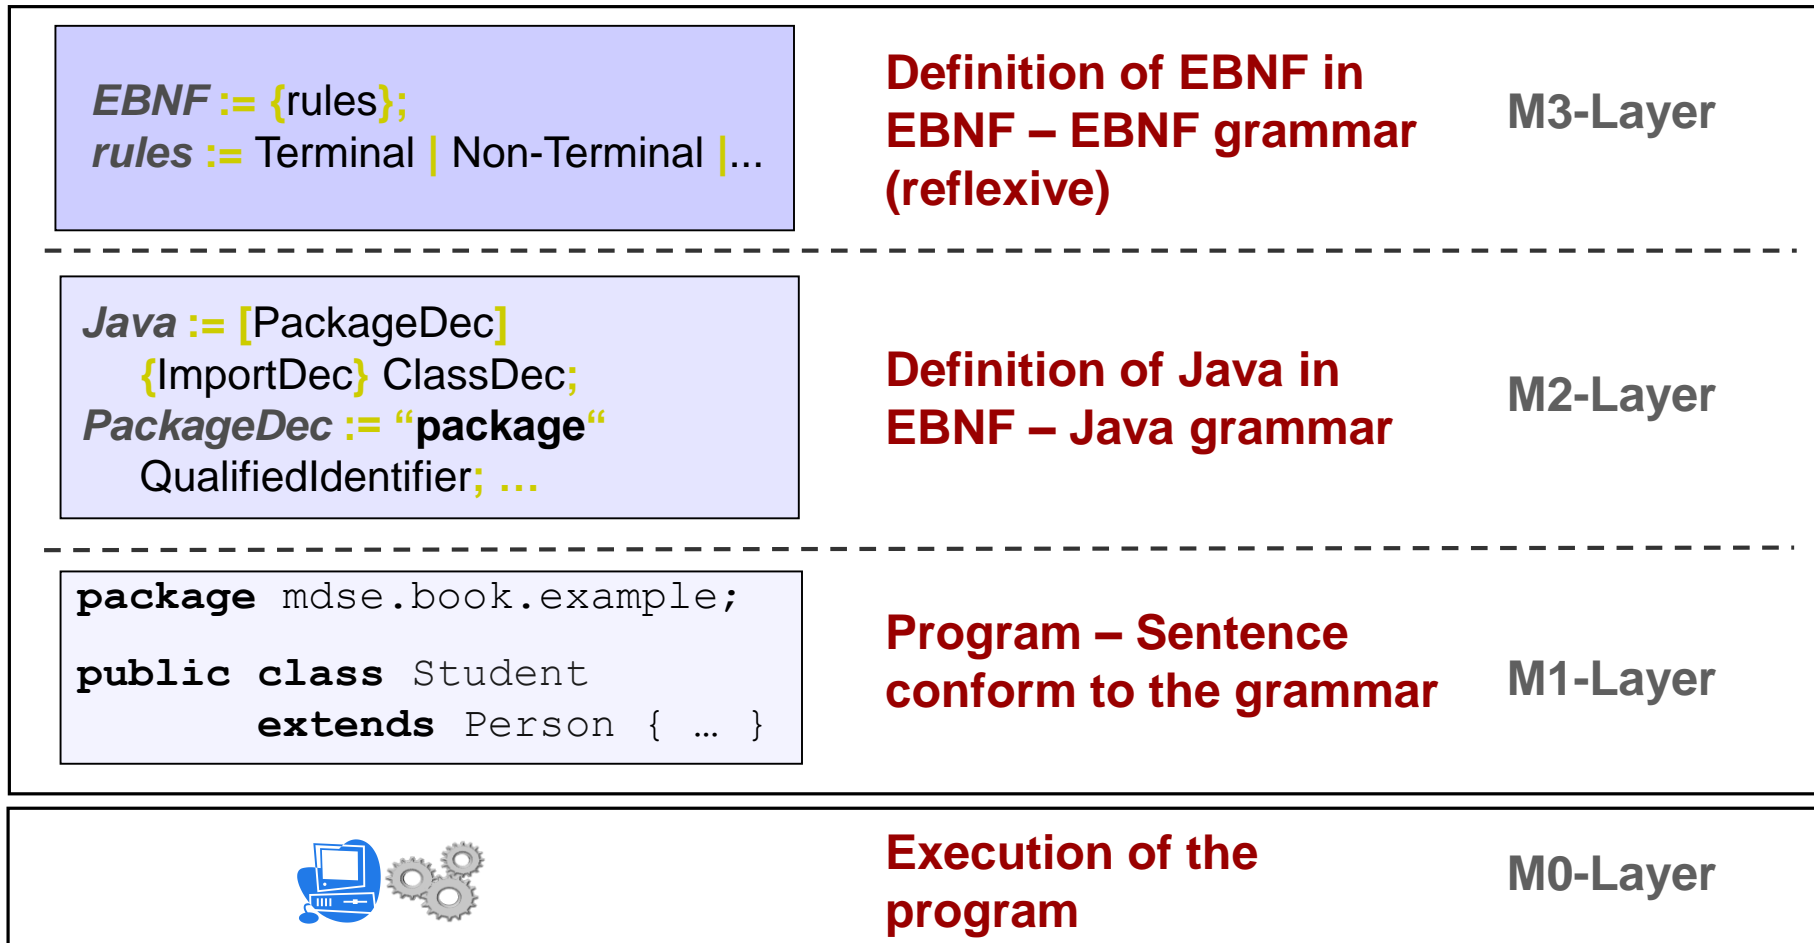 EBNF := {rules};
rules := Terminal | Non-Terminal |...
Definition of EBNF in
EBNF – EBNF grammar
(reflexive)
M3-Layer
Java := [PackageDec]
{ImportDec} ClassDec;
PackageDec := “package“
QualifiedIdentifier; …
Definition of Java in
EBNF – Java grammar
M2-Layer
package mdse.book.example;
public class Student
extends Person { … }
Program – Sentence
conform to the grammar
M1-Layer
Execution of the
program
M0-Layer